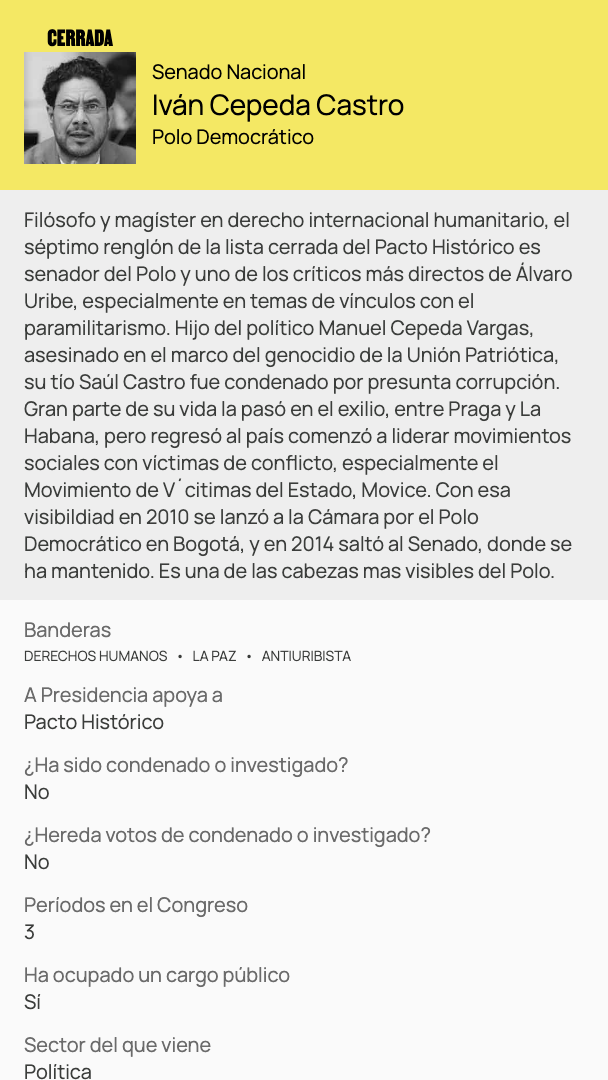 CERRADA
Senado Nacional
Iván Cepeda Castro
Polo Democrático
Filósofo y magíster en derecho internacional humanitario, el
séptimo renglón de la lista cerrada del Pacto Histórico es
senador del Polo y uno de los críticos más directos de Álvaro
Uribe, especialmente en temas de vínculos con el
paramilitarismo. Hijo del político Manuel Cepeda Vargas,
asesinado en el marco del genocidio de la Unión Patriótica,
su tío Saúl Castro fue condenado por presunta corrupción.
Gran parte de su vida la pasó en el exilio, entre Praga y La
Habana, pero regresó al país comenzó a liderar movimientos
sociales con víctimas de conflicto, especialmente el
Movimiento de V´citimas del Estado, Movice. Con esa
visibildiad en 2010 se lanzó a la Cámara por el Polo
Democrático en Bogotá, y en 2014 saltó al Senado, donde se
ha mantenido. Es una de las cabezas mas visibles del Polo.
Banderas
DERECHOS HUMANOS • LA PAZ • ANTIURIBISTA
A Presidencia apoya a
Pacto Histórico
¿Ha sido condenado o investigado?
No
¿Hereda votos de condenado o investigado?
No
Períodos en el Congreso
3
Ha ocupado un cargo público
Sí
Sector del que viene
Política